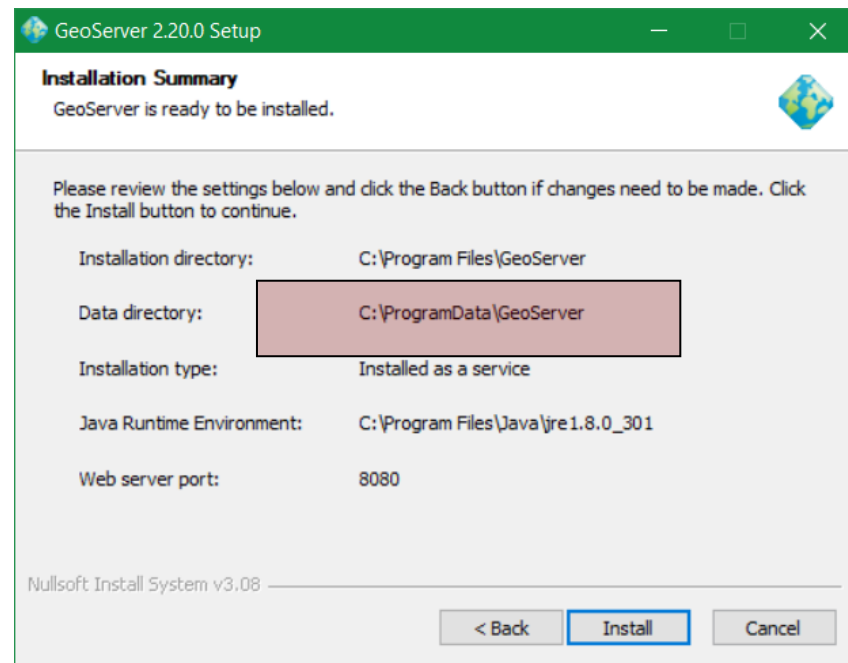 GeoServer 2.20.0 Setup
Installation Summary
GeoServer is ready to be installed.
Please review the settings below and click the Back button if changes need to be made. Click
the Install button to continue.
Installation directory: C:\Program Files\GeoServer
Data directory: C:\ProgramData\GeoServer
Installation type: Installed as a service
Java Runtime Environment: C:\Program Files\Java\jre1.8.0_301
Web server port: 8080
Nullsoft Install System v3.08
< Back Install Cancel